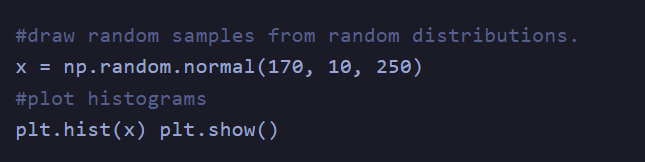 #draw random samples from random distributions.
x = np.random.normal(170, 10, 250)
#plot histograms
plt.hist(x) plt.show()